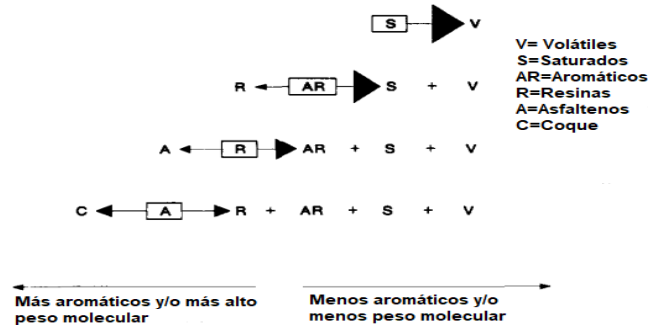 S V
V= Volátiles
S=Saturados
AR=Aromáticos
R=Resinas
A=Asfaltenos
C=Coque
R AR S + V
A R AR + S + V
C A R + AR + S + V
Más aromáticos y/o más alto
peso molecular
Menos aromáticos y/o
menos peso molecular